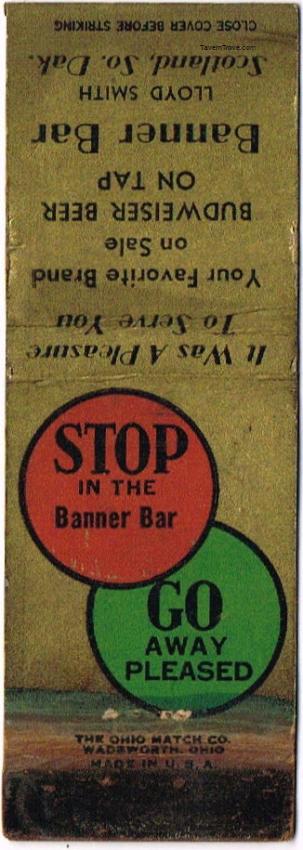 It Was A Pleasure
To Serve You
Your Favorite Brand
on Sale
BUDWEISER BEER
ON TAP
Banner Bar
LLOYD SMITH
Scotland, So. Dak.
CLOSE COVER BEFORE STRIKING
TavernTrove.com
STOP
IN THE
Banner Bar
GO
AWAY
PLEASED
THE OHIO MATCH CO.
WADSWORTH, OHIO
MADE IN U.S.A.